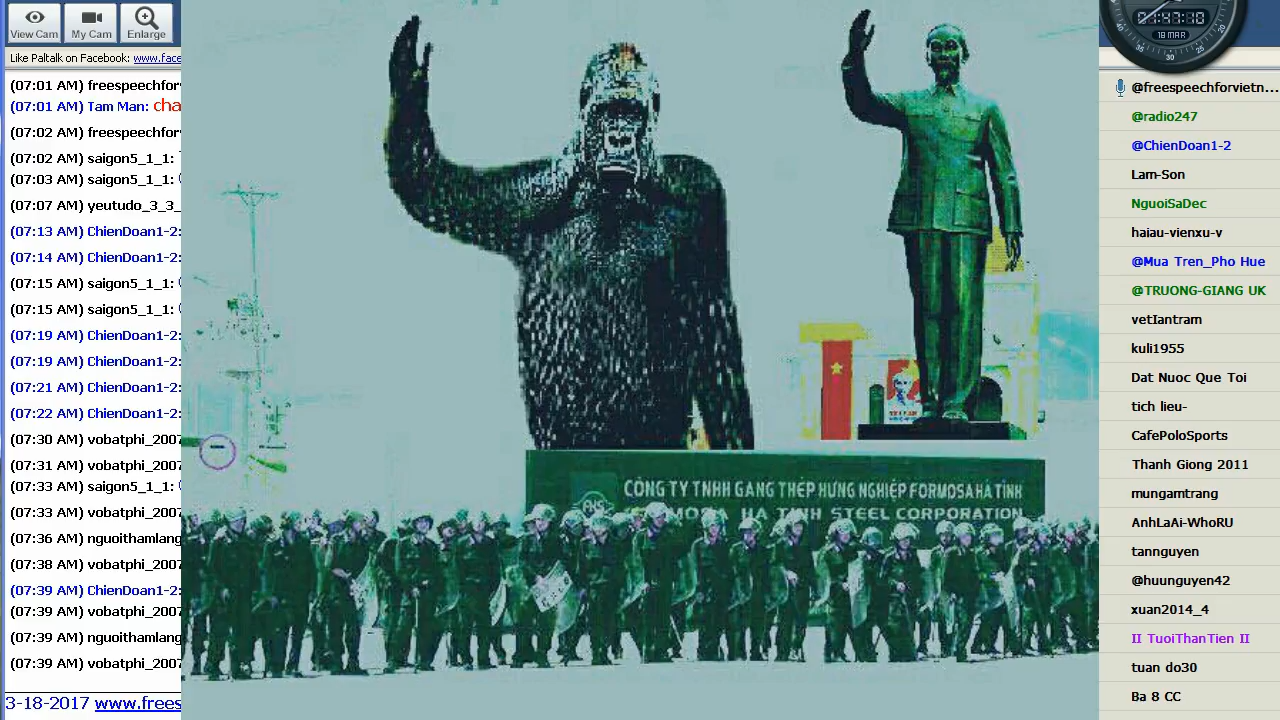 View Cam
My Cam
Enlarge
Like Paltalk on Facebook: www.face
(07:01 AM) freespeechforv
(07:01 AM) Tam Man: cha
(07:02 AM) freespeechforv
(07:02 AM) saigon5_1_1:
(07:03 AM) saigon5_1_1:
(07:07 AM) yeutudo_3_3_
(07:13 AM) ChienDoan1-2:
(07:14 AM) ChienDoan1-2:
(07:15 AM) saigon5_1_1:
(07:15 AM) saigon5_1_1:
(07:19 AM) ChienDoan1-2:
(07:19 AM) ChienDoan1-2:
(07:21 AM) ChienDoan1-2:
(07:22 AM) ChienDoan1-2:
(07:30 AM) vobatphi_2007
(07:31 AM) vobatphi_2007
(07:33 AM) saigon5_1_1:
(07:33 AM) vobatphi_2007
(07:36 AM) nguoithamlang
(07:38 AM) vobatphi_2007
(07:39 AM) ChienDoan1-2:
(07:39 AM) vobatphi_2007
(07:39 AM) nguoithamlang
(07:39 AM) vobatphi_2007
3-18-2017 www.frees
CÔNG TY TNHH GANG THÉP HƯNG NGHIỆP FORMOSA HÀ TĨNH
HA TINH STEEL CORPORATION
18 MAR
@freespeechforvietn...
@radio247
@ChienDoan1-2
Lam-Son
NguoiSaDec
haiau-vienxu-v
@Mua Tren_Pho Hue
@TRUONG-GIANG UK
vetIantram
kuli1955
Dat Nuoc Que Toi
tich lieu-
CafePoloSports
Thanh Giong 2011
mungamtrang
AnhLaAi-WhoRU
tannguyen
@huunguyen42
xuan2014_4
II TuoiThanTien II
tuan do30
Ba 8 CC